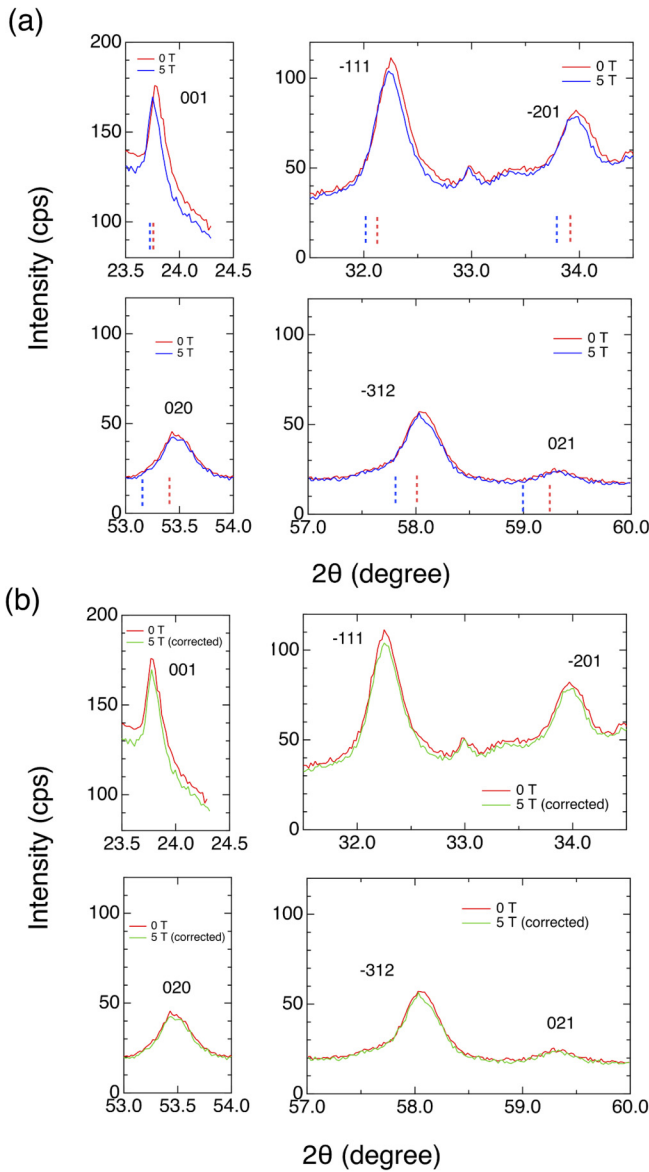 (a)
200
150
100
0 T
5 T
001
23.5 24.0 24.5
100
50
0
-111
-201
0 T
5 T
32.0 33.0 34.0
Intensity (cps)
100
50
0
0 T
5 T
020
53.0 53.5 54.0
100
50
0
0 T
5 T
-312
021
57.0 58.0 59.0 60.0
2θ (degree)
(b)
200
150
100
0 T
5 T (corrected)
001
23.5 24.0 24.5
100
50
0
-111
-201
0 T
5 T (corrected)
32.0 33.0 34.0
Intensity (cps)
100
50
0
0 T
5 T (corrected)
020
53.0 53.5 54.0
100
50
0
0 T
5 T (corrected)
-312
021
57.0 58.0 59.0 60.0
2θ (degree)